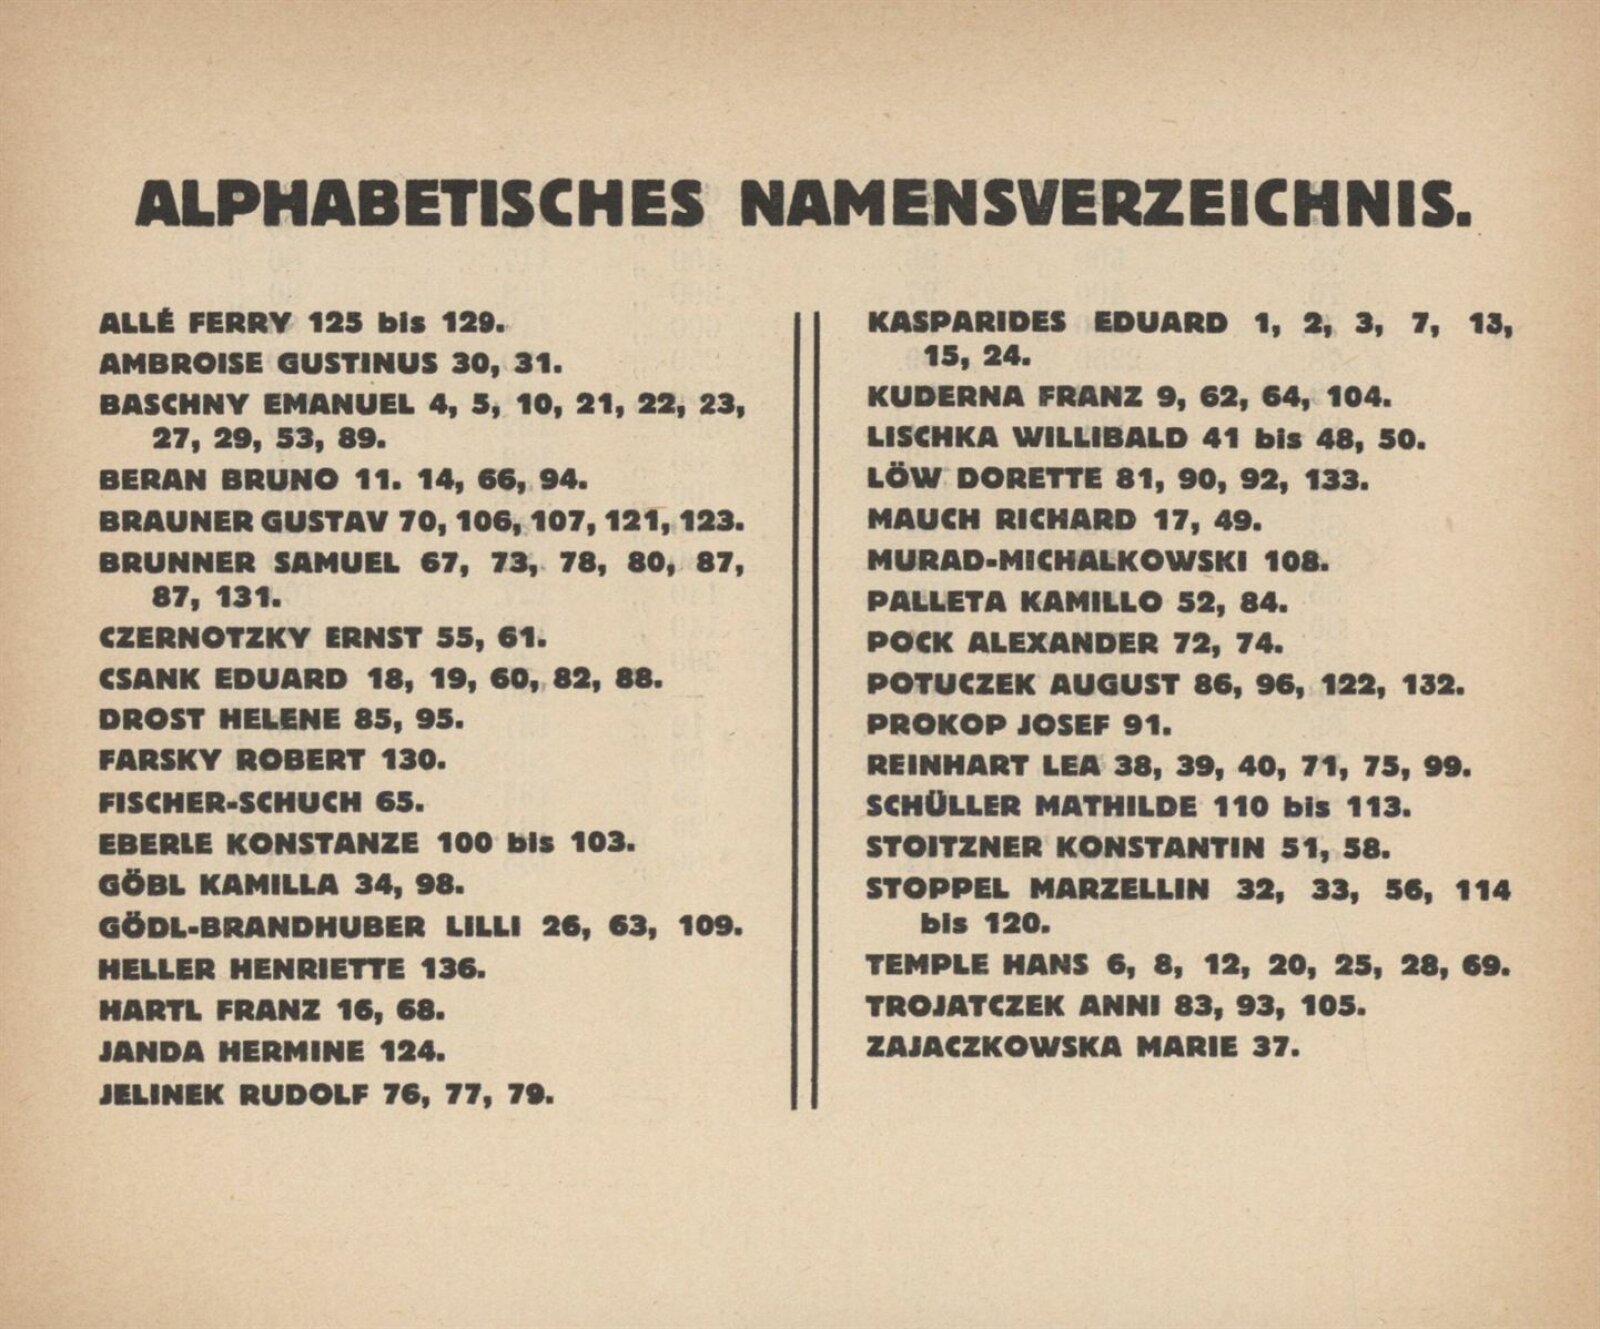 ALPHABETISCHES NAMENSVERZEICHNIS.
ALLÉ FERRY 125 bis 129.
AMBROISE GUSTINUS 30, 31.
BASCHNY EMANUEL 4, 5, 10, 21, 22, 23,
27, 29, 53, 89.
BERAN BRUNO 11. 14, 66, 94.
BRAUNER GUSTAV 70, 106, 107, 121, 123.
BRUNNER SAMUEL 67, 73, 78, 80, 87,
87, 131.
CZERNOTZKY ERNST 55, 61.
CSANK EDUARD 18, 19, 60, 82, 88.
DROST HELENE 85, 95.
FARSKY ROBERT 130.
FISCHER-SCHUCH 65.
EBERLE KONSTANZE 100 bis 103.
GÖBL KAMILLA 34, 98.
GÖDL-BRANDHUBER LILLI 26, 63, 109.
HELLER HENRIETTE 136.
HARTL FRANZ 16, 68.
JANDA HERMINE 124.
JELINEK RUDOLF 76, 77, 79.
KASPARIDES EDUARD 1, 2, 3, 7, 13,
15, 24.
KUDERNA FRANZ 9, 62, 64, 104.
LISCHKA WILLIBALD 41 bis 48, 50.
LÖW DORETTE 81, 90, 92, 133.
MAUCH RICHARD 17, 49.
MURAD-MICHALKOWSKI 108.
PALLETA KAMILLO 52, 84.
POCK ALEXANDER 72, 74.
POTUCZEK AUGUST 86, 96, 122, 132.
PROKOP JOSEF 91.
REINHART LEA 38, 39, 40, 71, 75, 99.
SCHÜLLER MATHILDE 110 bis 113.
STOITZNER KONSTANTIN 51, 58.
STOPPEL MARZELLIN 32, 33, 56, 114
bis 120.
TEMPLE HANS 6, 8, 12, 20, 25, 28, 69.
TROJATCZEK ANNI 83, 93, 105.
ZAJACZKOWSKA MARIE 37.